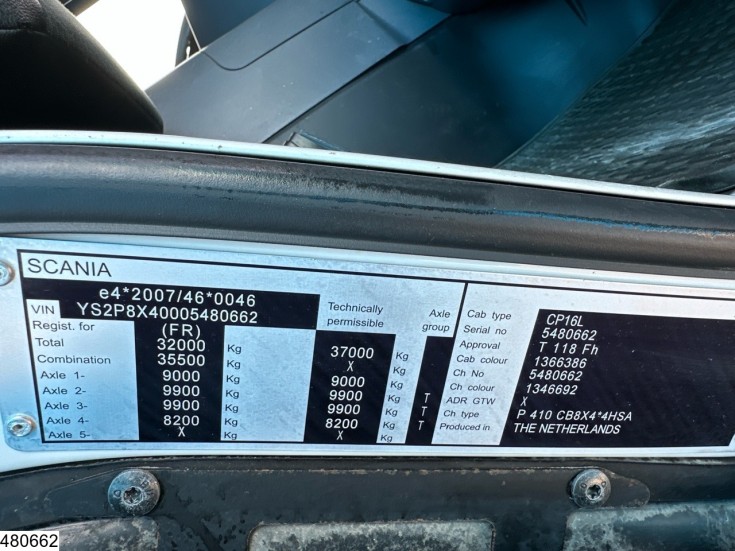 SCANIA
e4*2007/46*0046
VIN YS2P8X40005480662
Regist. for (FR)
Total 32000 Kg
Combination 35500 Kg
Axle 1- 9000 Kg
Axle 2- 9900 Kg
Axle 3- 9900 Kg
Axle 4- 8200 Kg
Axle 5- X Kg
Technically permissible
Axle group
37000 Kg
X Kg
9000 Kg
9900 Kg T
9900 Kg T
8200 Kg T
X Kg
Cab type CP16L
Serial no 5480662
Approval T 118 Fh
Cab colour 1366386
Ch No 5480662
Ch colour 1346692
ADR GTW X
Ch type P 410 CB8X4*4HSA
Produced in THE NETHERLANDS
480662